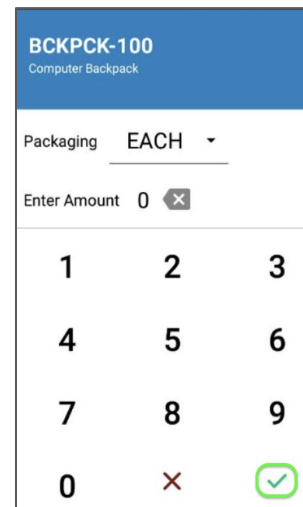 BCKPCK-100
Computer Backpack
Packaging EACH
Enter Amount 0
1 2 3
4 5 6
7 8 9
0